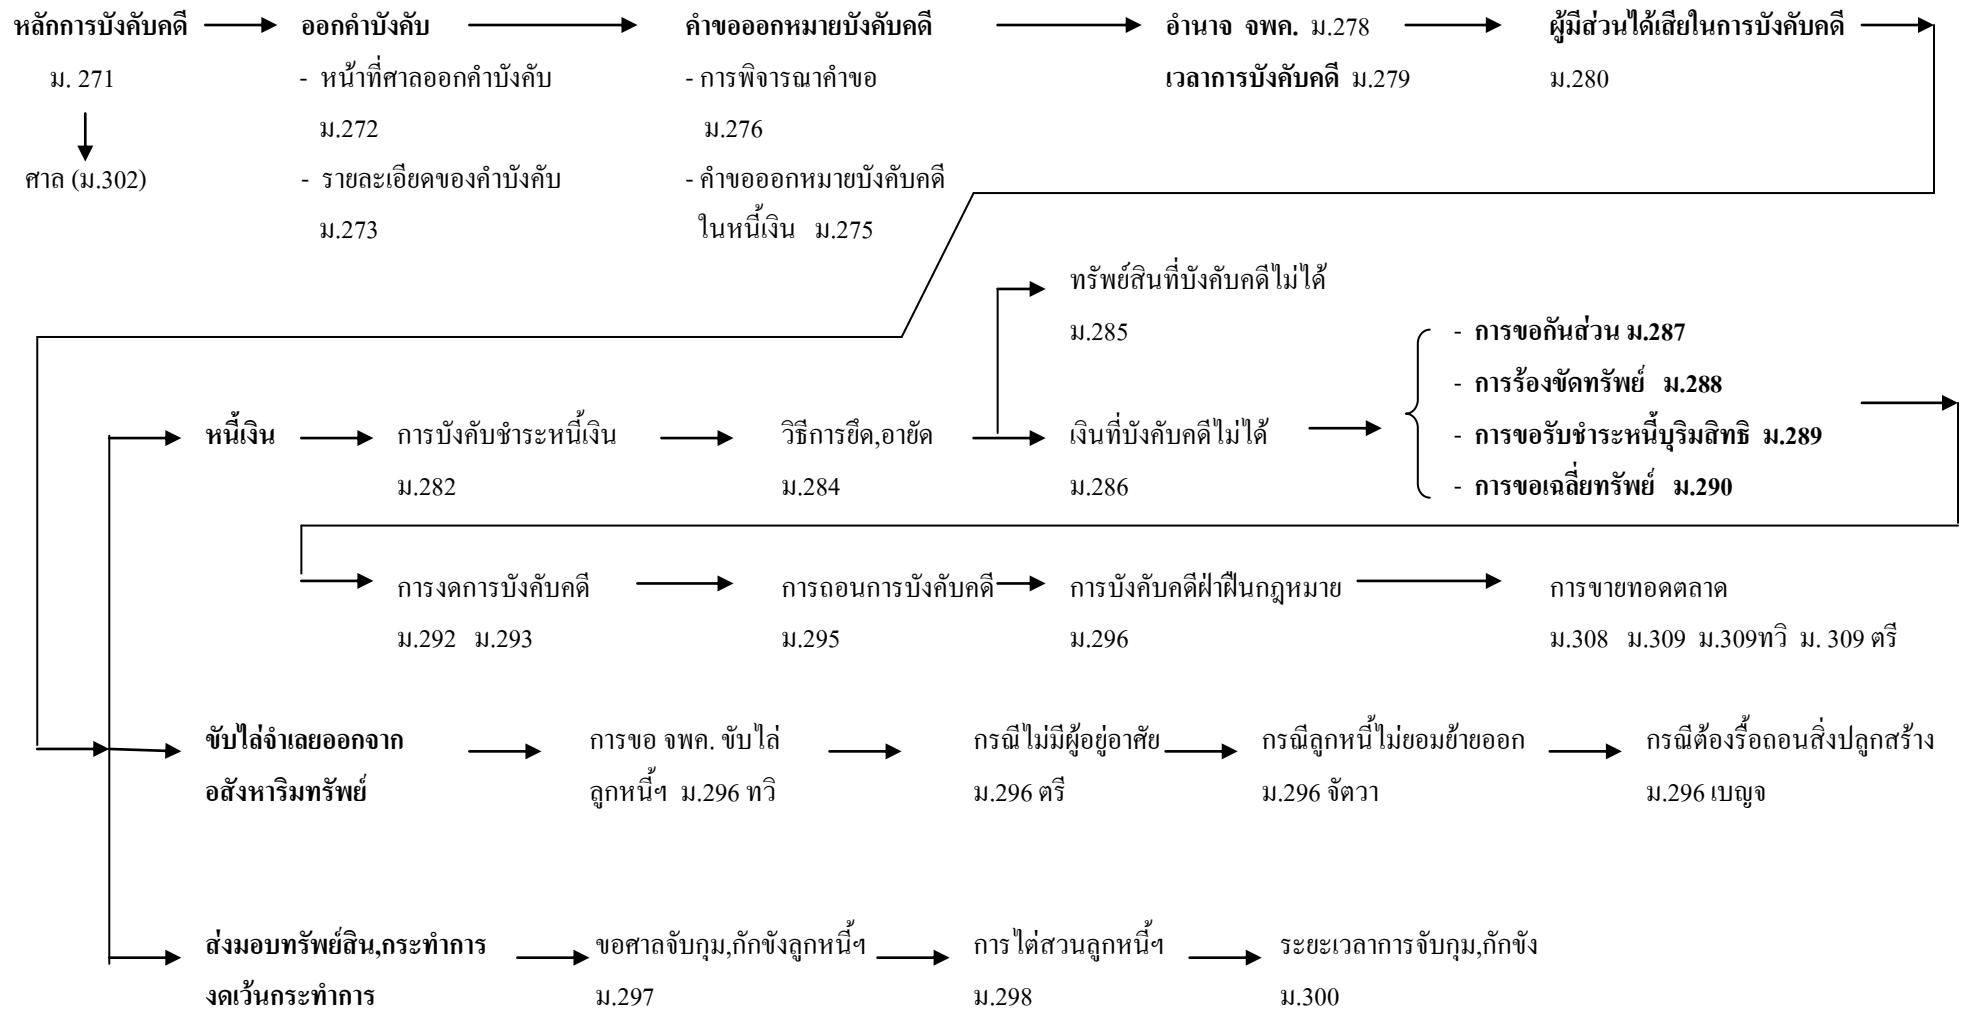 หลักการบังคับคดี ออกคำบังคับ คำขอออกหมายบังคับคดี อำนาจ จพค. ม.278 ผู้มีส่วนได้เสียในการบังคับคดี
ม. 271 - หน้าที่ศาลออกคำบังคับ - การพิจารณาคำขอ เวลาการบังคับคดี ม.279 ม.280
ม.272 ม.276
ศาล (ม.302) - รายละเอียดของคำบังคับ - คำขอออกหมายบังคับคดี
ม.273 ในหนี้เงิน ม.275
ทรัพย์สินที่บังคับคดีไม่ได้
ม.285 - การขอกันส่วน ม.287
- การร้องขัดทรัพย์ ม.288
หนี้เงิน การบังคับชำระหนี้เงิน วิธีการยึด,อายัด เงินที่บังคับคดีไม่ได้ - การขอรับชำระหนี้บุริมสิทธิ ม.289
ม.282 ม.284 ม.286 - การขอเฉลี่ยทรัพย์ ม.290
การงดการบังคับคดี การถอนการบังคับคดี การบังคับคดีฝ่าฝืนกฎหมาย การขายทอดตลาด
ม.292 ม.293 ม.295 ม.296 ม.308 ม.309 ม.309ทวิ ม. 309 ตรี
ขับไล่จำเลยออกจาก การขอ จพค. ขับไล่ กรณีไม่มีผู้อยู่อาศัย กรณีลูกหนี้ไม่ยอมย้ายออก กรณีต้องรื้อถอนสิ่งปลูกสร้าง
อสังหาริมทรัพย์ ลูกหนี้ฯ ม.296 ทวิ ม.296 ตรี ม.296 จัตวา ม.296 เบญจ
ส่งมอบทรัพย์สิน,กระทำการ ขอศาลจับกุม,กักขังลูกหนี้ฯ การไต่สวนลูกหนี้ฯ ระยะเวลาการจับกุม,กักขัง
งดเว้นกระทำการ ม.297 ม.298 ม.300